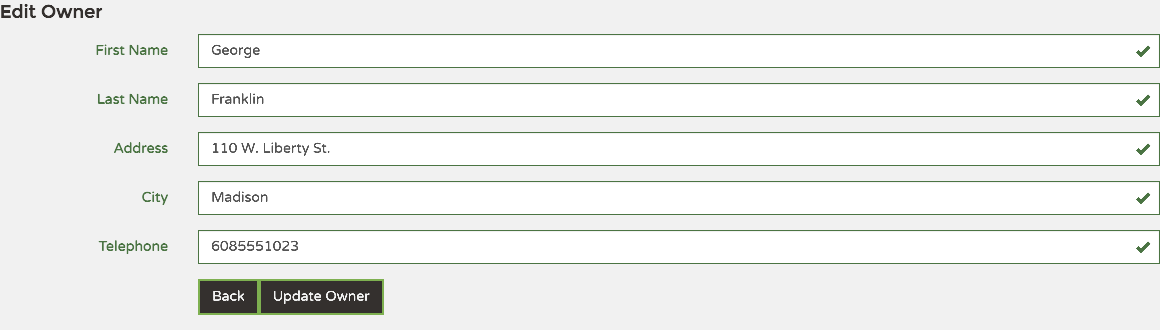 Edit Owner
First Name George
Last Name Franklin
Address 110 W. Liberty St.
City Madison
Telephone 6085551023
Back Update Owner